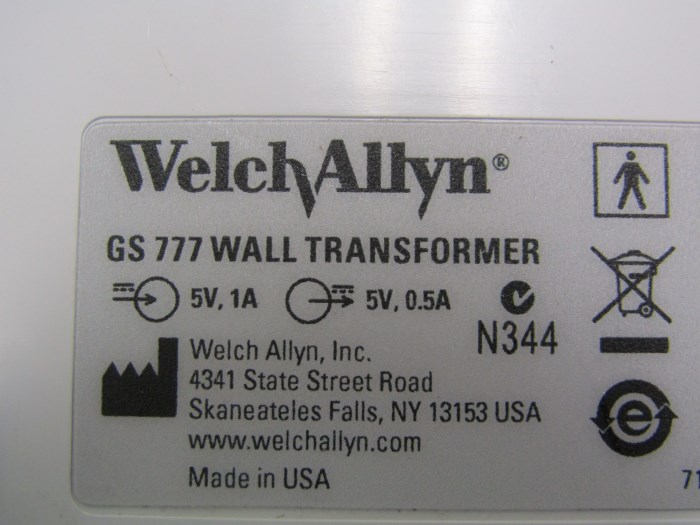 WelchAllyn®
GS 777 WALL TRANSFORMER
5V, 1A 5V, 0.5A
N344
Welch Allyn, Inc.
4341 State Street Road
Skaneateles Falls, NY 13153 USA
www.welchallyn.com
Made in USA
e
71